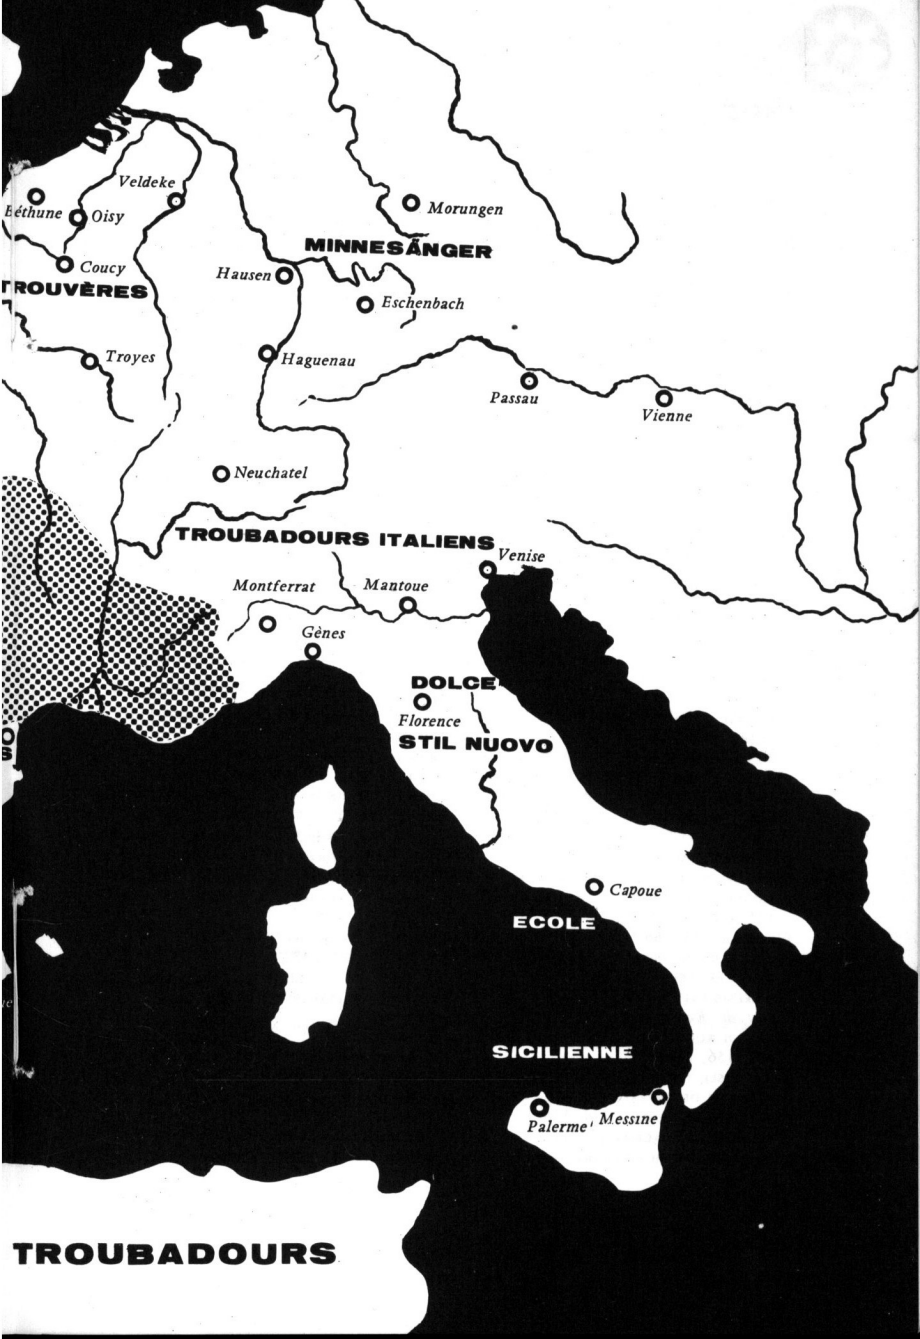 Veldeke
Béthune
Oisy
Morungen
MINNESÄNGER
Coucy
Hausen
TROUVÈRES
Eschenbach
Troyes
Haguenau
Passau
Vienne
Neuchatel
TROUBADOURS ITALIENS
Venise
Montferrat
Mantoue
Gènes
DOLCE
Florence
STIL NUOVO
Capoue
ECOLE
SICILIENNE
Palerme
Messine
TROUBADOURS